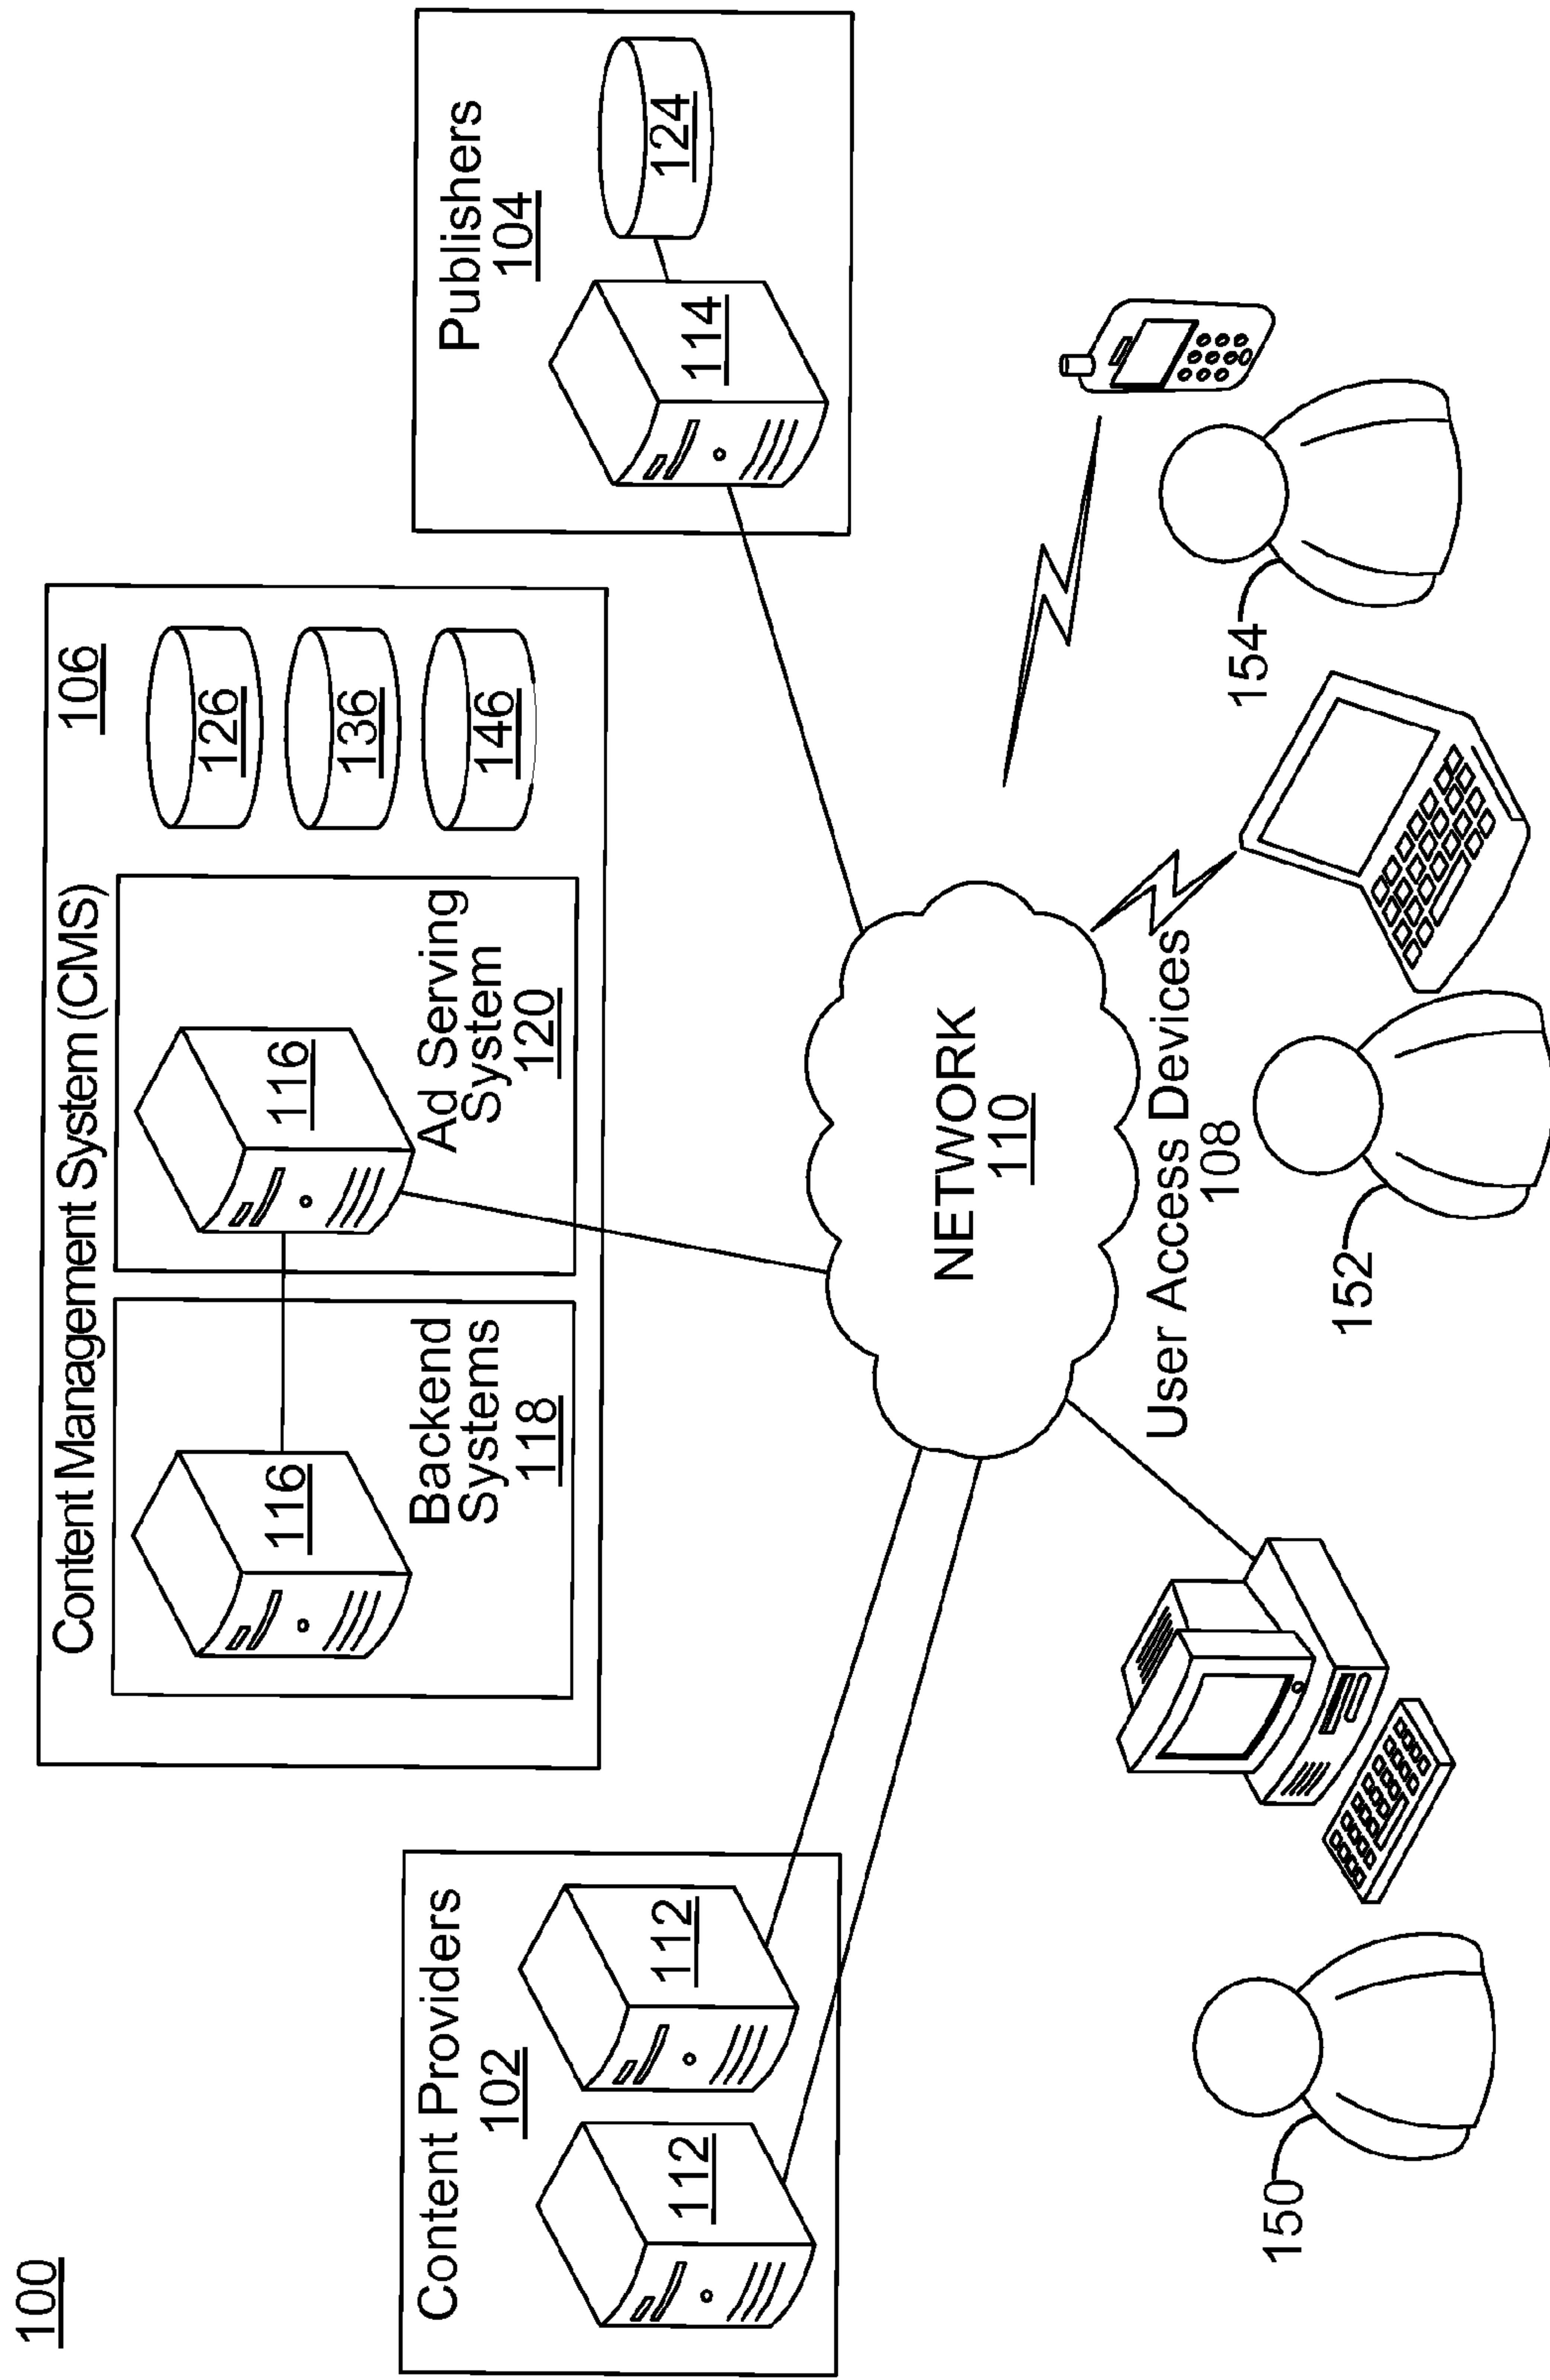 100
Content Management System (CMS)
106
116
Backend
Systems
118
116
Ad Serving
System
120
126
136
146
Content Providers
102
112
112
Publishers
104
114
124
NETWORK
110
User Access Devices
108
150
152
154